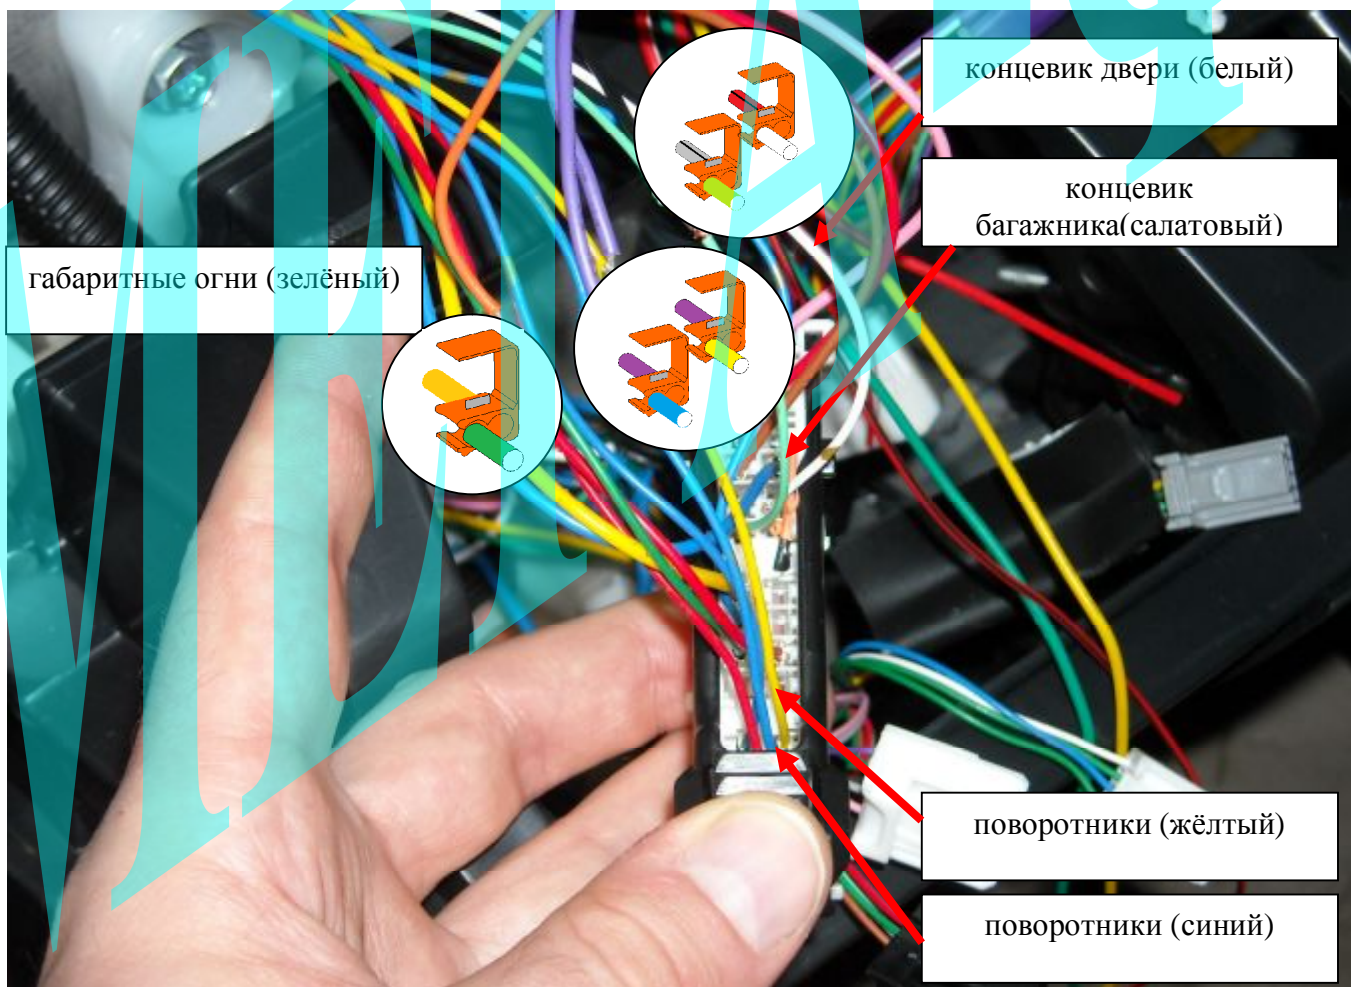 концевик двери (белый)
концевик
багажника(салатовый)
габаритные огни (зелёный)
поворотники (жёлтый)
поворотники (синий)